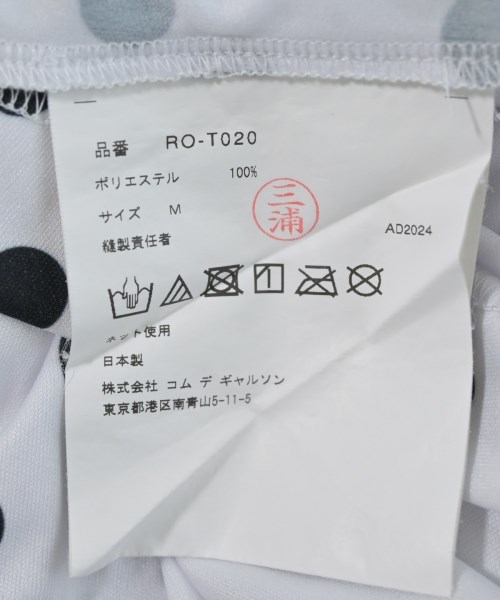 品番 RO-T020
ポリエステル 100%
サイズ M
三浦
縫製責任者
AD2024
ネット使用
日本製
株式会社 コム デ ギャルソン
東京都港区南青山5-11-5